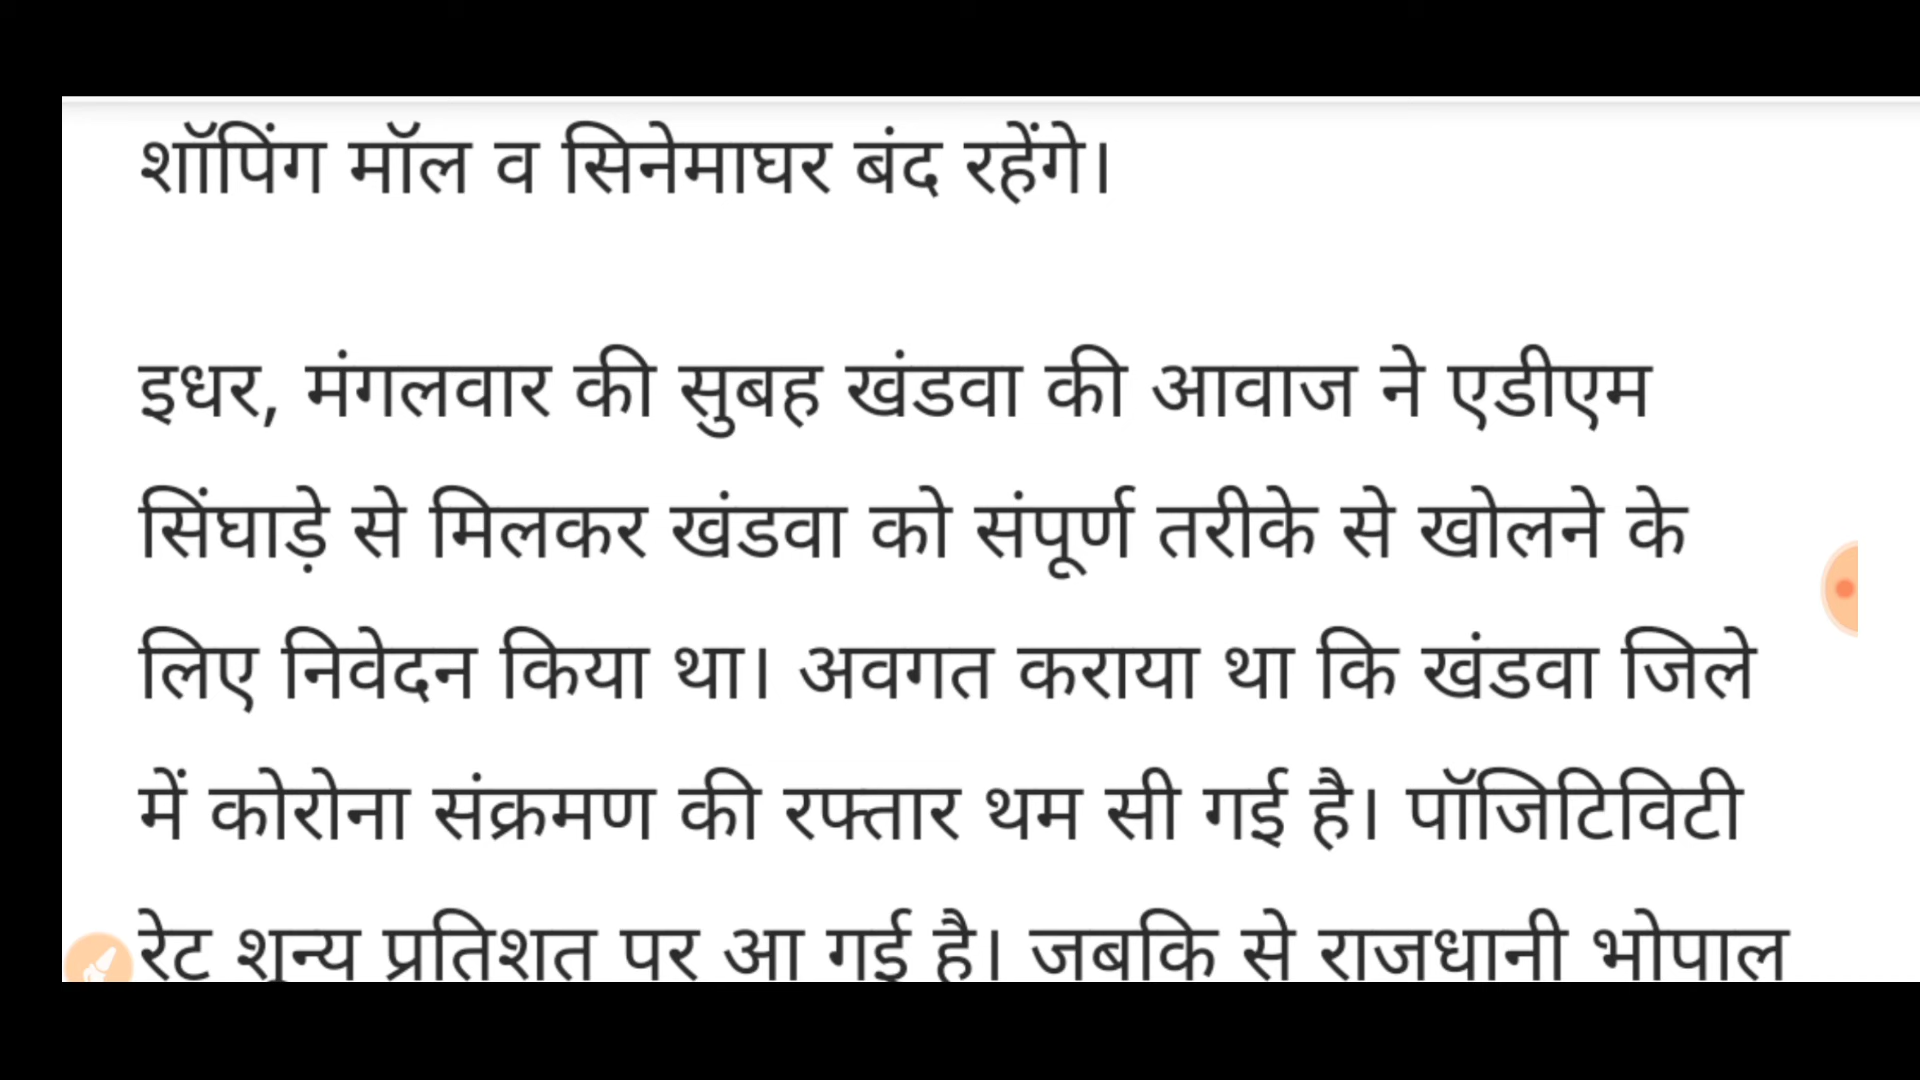 शॉपिंग मॉल व सिनेमाघर बंद रहेंगे।
इधर, मंगलवार की सुबह खंडवा की आवाज ने एडीएम
सिंघाड़े से मिलकर खंडवा को संपूर्ण तरीके से खोलने के
लिए निवेदन किया था। अवगत कराया था कि खंडवा जिले
में कोरोना संक्रमण की रफ्तार थम सी गई है। पॉजिटिविटी
रेट शून्य प्रतिशत पर आ गई है। जबकि से राजधानी भोपाल